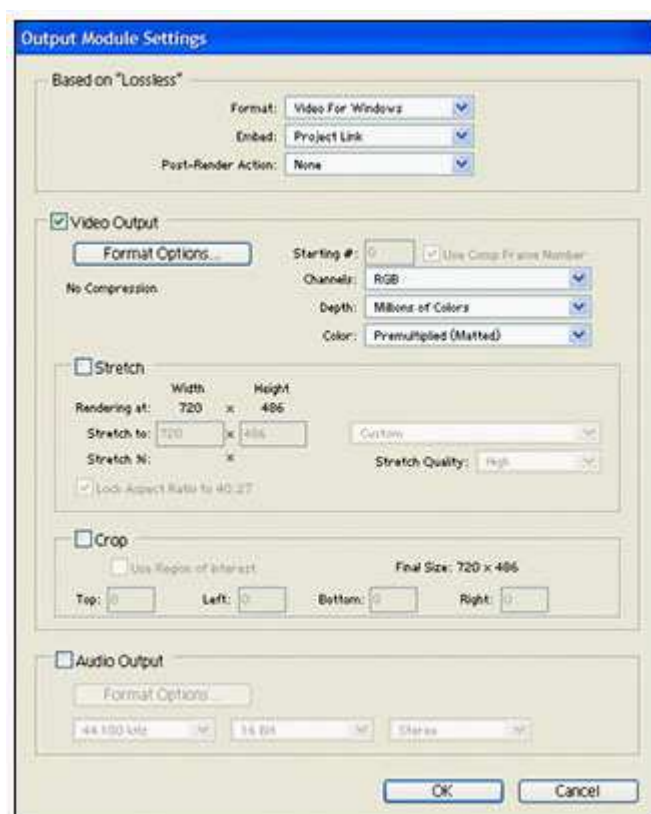 Output Module Settings
Based on "Lossless"
Format: Video For Windows
Embed: Project Link
Post-Render Action: None
Video Output
Format Options... Starting #: 0 Use Comp Frame Number
No Compression Channels: RGB
Depth: Millions of Colors
Color: Premultiplied (Matted)
Stretch
Width Height
Rendering at: 720 x 486
Stretch to: 720 x 486 Custom
Stretch %: x Stretch Quality: High
Lock Aspect Ratio to 40:27
Crop
Use Region of Interest Final Size: 720 x 486
Top: 0 Left: 0 Bottom: 0 Right: 0
Audio Output
Format Options...
44.100 kHz 16 Bit Stereo
OK Cancel